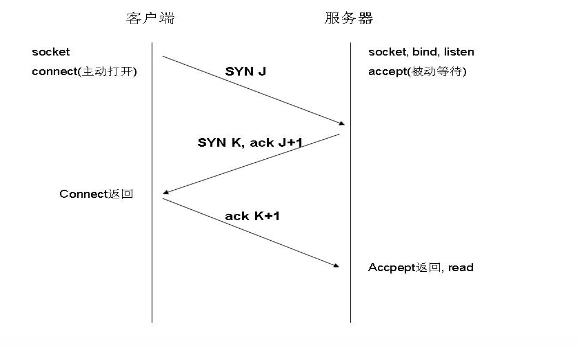 客户端
服务器
socket
connect(主动打开)
socket, bind, listen
accept(被动等待)
SYN J
SYN K, ack J+1
Connect返回
ack K+1
Accpept返回, read